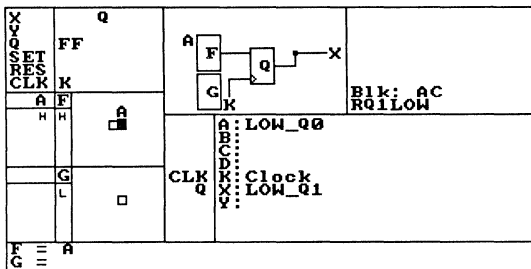 X Q
Y
Q FF
SET
RES
CLK K
A F
H H
A
G
L
A F
Q X
G
K
Blk: AC
RQ1LOW
CLK
Q
A: LOW_Q0
B:
C:
D:
K: Clock
X: LOW_Q1
Y:
F = A
G =